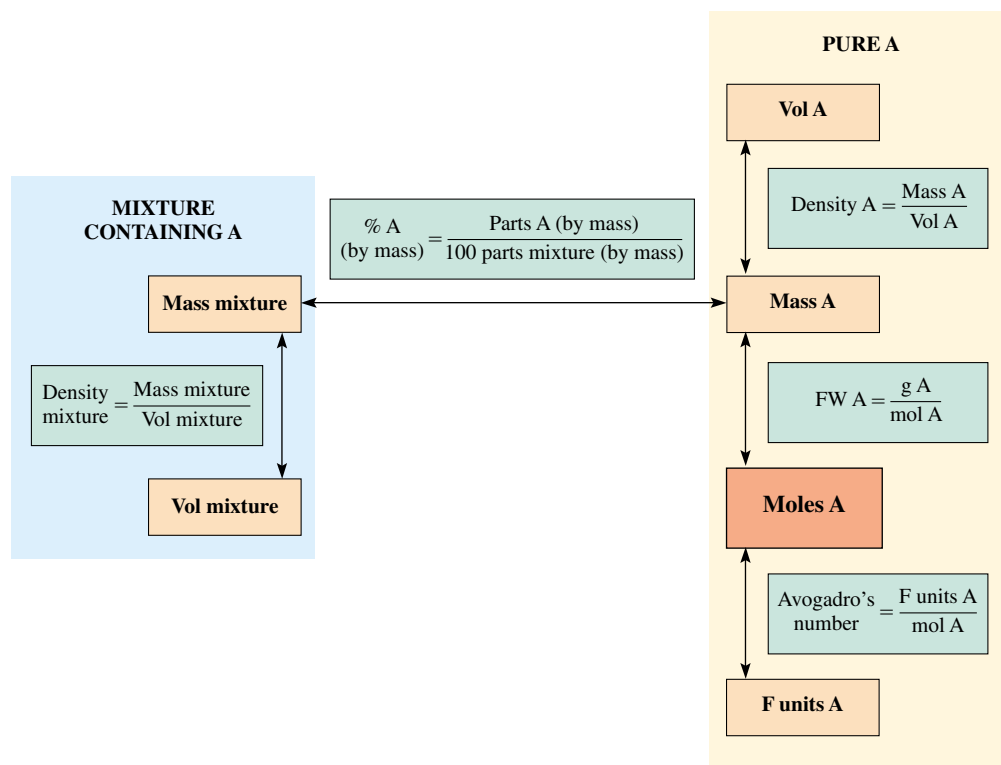 PURE A
Vol A
Density A = Mass A / Vol A
MIXTURE
CONTAINING A
% A
(by mass) = Parts A (by mass) / 100 parts mixture (by mass)
Mass mixture
Mass A
Density
mixture = Mass mixture / Vol mixture
FW A = g A / mol A
Vol mixture
Moles A
Avogadro’s
number = F units A / mol A
F units A